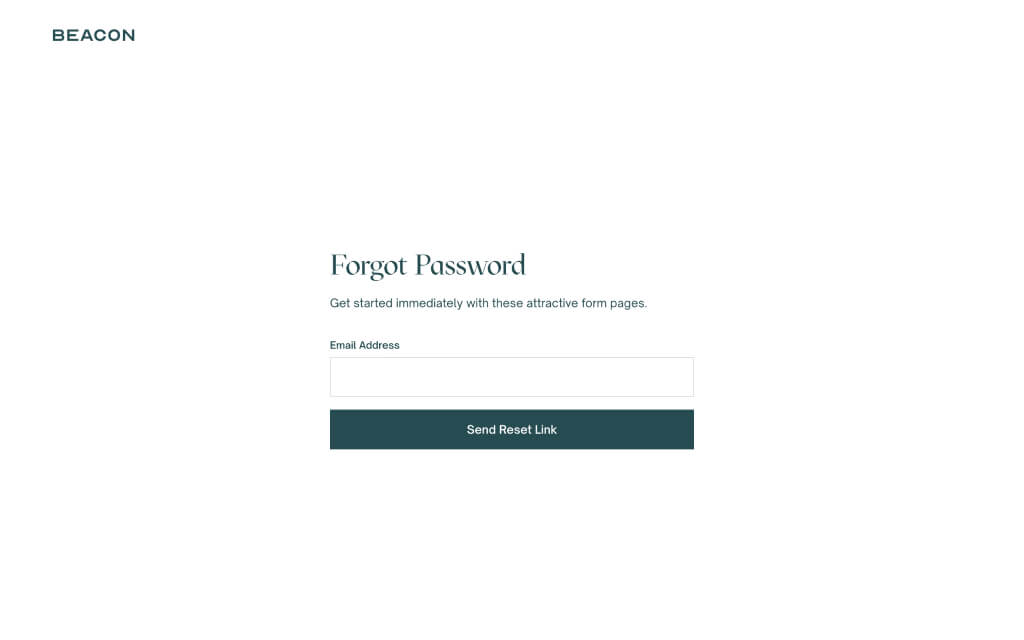 BEACON
Forgot Password
Get started immediately with these attractive form pages.
Email Address
Send Reset Link